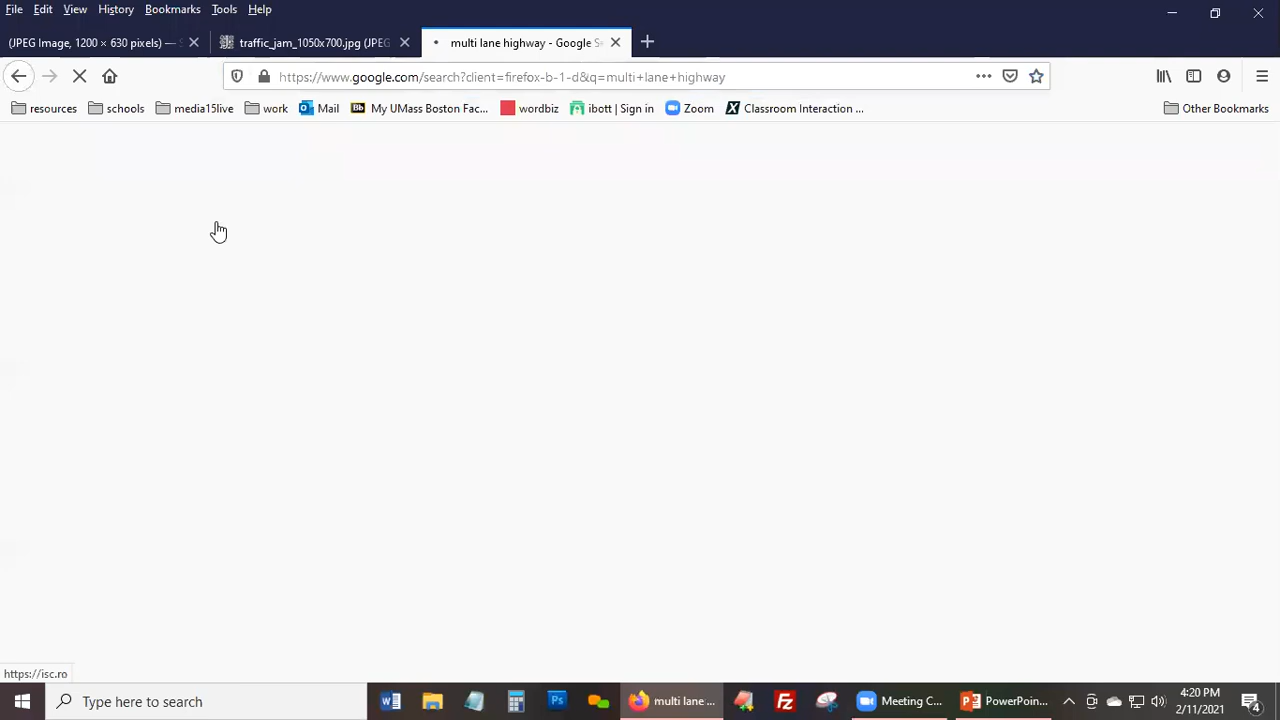 File Edit View History Bookmarks Tools Help
(JPEG Image, 1200 × 630 pixels) — S
traffic_jam_1050x700.jpg (JPEG
multi lane highway - Google Se
https://www.google.com/search?client=firefox-b-1-d&q=multi+lane+highway
resources schools media15live work Mail My UMass Boston Fac... wordbiz ibott | Sign in Zoom Classroom Interaction ... Other Bookmarks
https://isc.ro
Type here to search
multi lane ...
Meeting C...
PowerPoin...
4:20 PM
2/11/2021
4